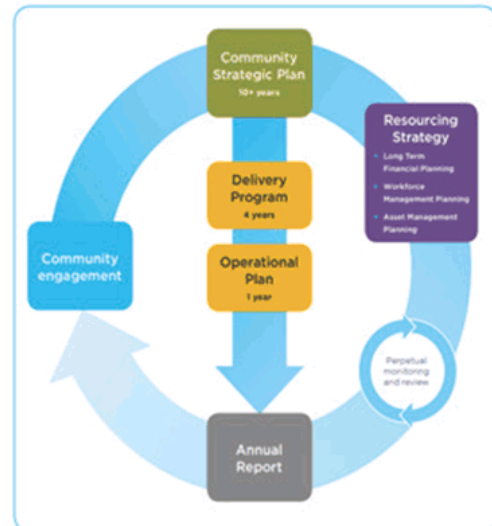 Community
Strategic Plan
10+ years
Resourcing
Strategy
• Long Term
Financial Planning
• Workforce
Management Planning
• Asset Management
Planning
Delivery
Program
4 years
Community
engagement
Operational
Plan
1 year
Perpetual
monitoring
and review
Annual
Report